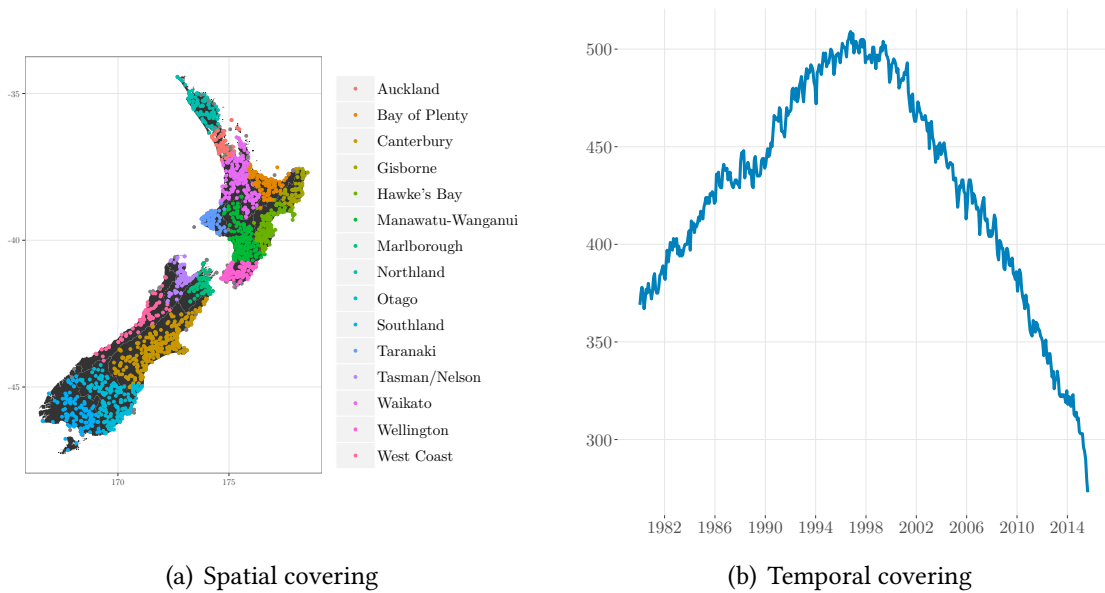 -35
-40
-45
170
175
Auckland
Bay of Plenty
Canterbury
Gisborne
Hawke's Bay
Manawatu-Wanganui
Marlborough
Northland
Otago
Southland
Taranaki
Tasman/Nelson
Waikato
Wellington
West Coast
(a) Spatial covering
500
450
400
350
300
1982 1986 1990 1994 1998 2002 2006 2010 2014
(b) Temporal covering